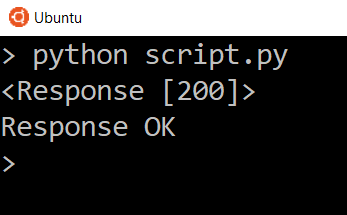 Ubuntu
> python script.py
<Response [200]>
Response OK
>